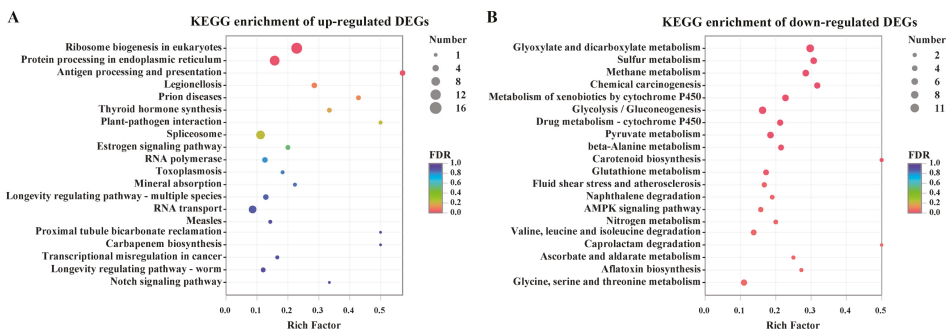 A
KEGG enrichment of up-regulated DEGs
Ribosome biogenesis in eukaryotes
Protein processing in endoplasmic reticulum
Antigen processing and presentation
Legionellosis
Prion diseases
Thyroid hormone synthesis
Plant-pathogen interaction
Spliceosome
Estrogen signaling pathway
RNA polymerase
Toxoplasmosis
Mineral absorption
Longevity regulating pathway - multiple species
RNA transport
Measles
Proximal tubule bicarbonate reclamation
Carbapenem biosynthesis
Transcriptional misregulation in cancer
Longevity regulating pathway - worm
Notch signaling pathway
0.0 0.1 0.2 0.3 0.4 0.5
Rich Factor
Number
1
4
8
12
16
FDR
1.0
0.8
0.6
0.4
0.2
0.0
B
KEGG enrichment of down-regulated DEGs
Glyoxylate and dicarboxylate metabolism
Sulfur metabolism
Methane metabolism
Chemical carcinogenesis
Metabolism of xenobiotics by cytochrome P450
Glycolysis / Gluconeogenesis
Drug metabolism - cytochrome P450
Pyruvate metabolism
beta-Alanine metabolism
Carotenoid biosynthesis
Glutathione metabolism
Fluid shear stress and atherosclerosis
Naphthalene degradation
AMPK signaling pathway
Nitrogen metabolism
Valine, leucine and isoleucine degradation
Caprolactam degradation
Ascorbate and aldarate metabolism
Aflatoxin biosynthesis
Glycine, serine and threonine metabolism
0.0 0.1 0.2 0.3 0.4 0.5
Rich Factor
Number
2
4
6
8
11
FDR
1.0
0.8
0.6
0.4
0.2
0.0